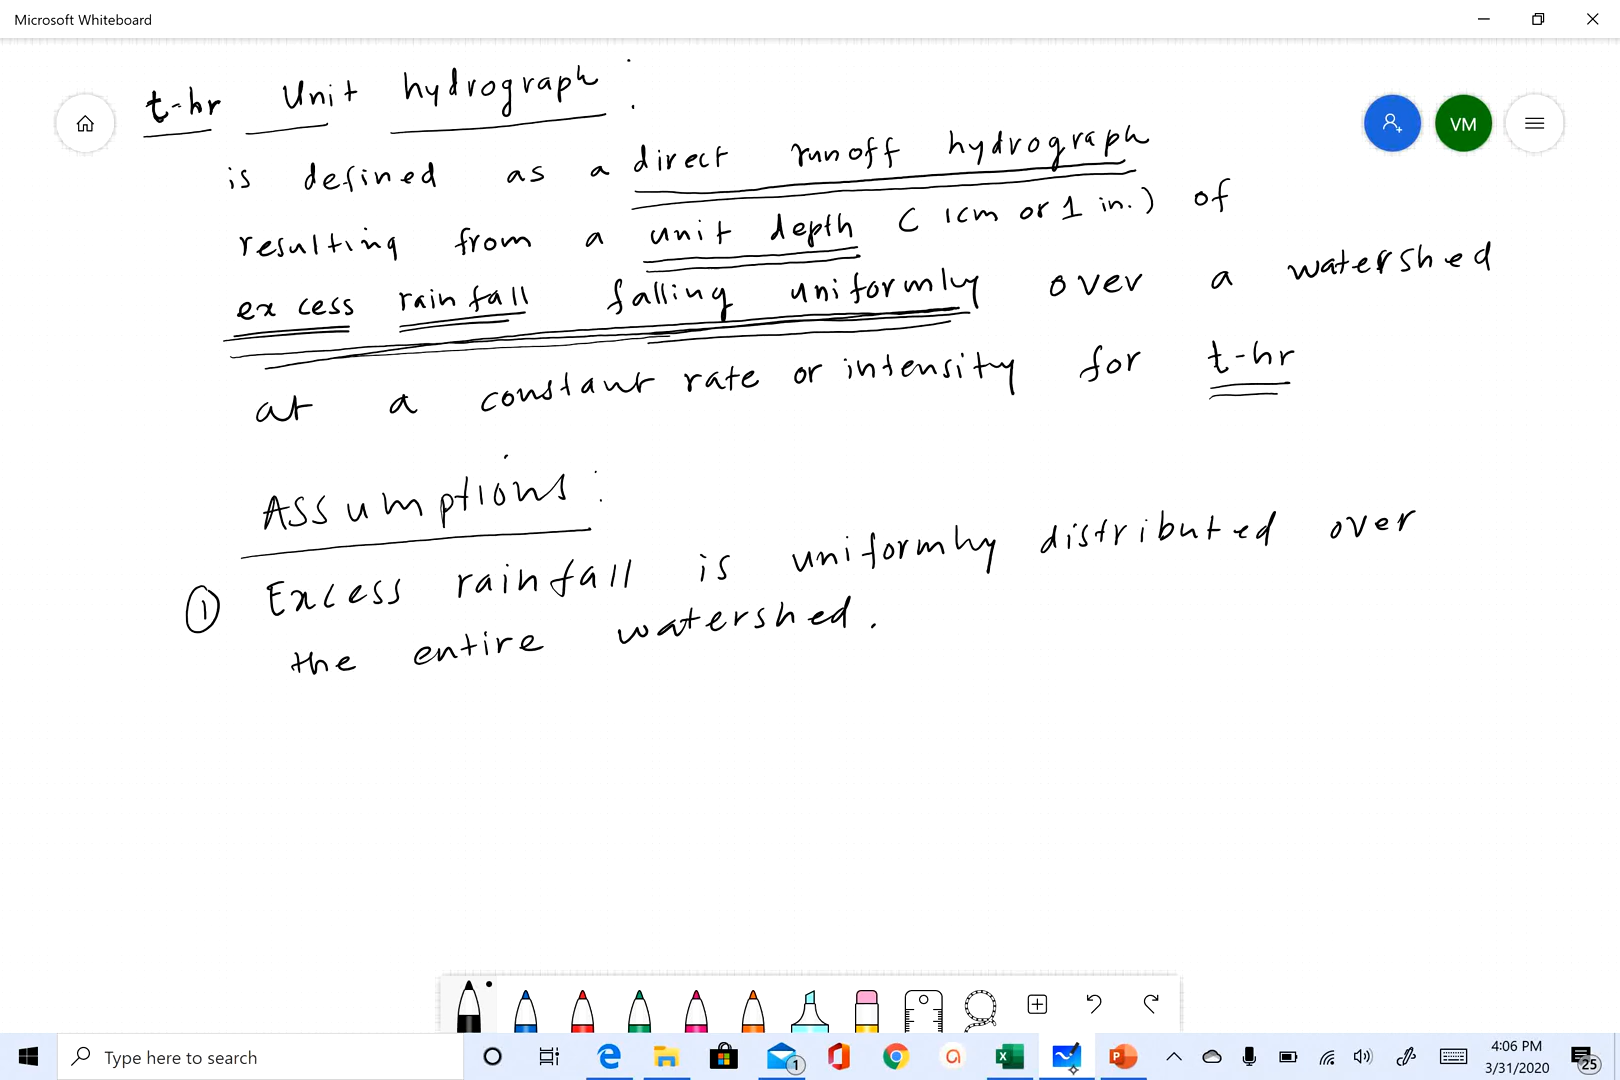 Microsoft Whiteboard
t-hr Unit hydrograph :
VM
is defined as a direct runoff hydrograph
resulting from a unit depth ( 1cm or 1 in.) of
excess rainfall falling uniformly over a watershed
at a constant rate or intensity for t-hr
Assumptions :
① Excess rainfall is uniformly distributed over
the entire watershed.
Type here to search
1
4:06 PM
3/31/2020
25